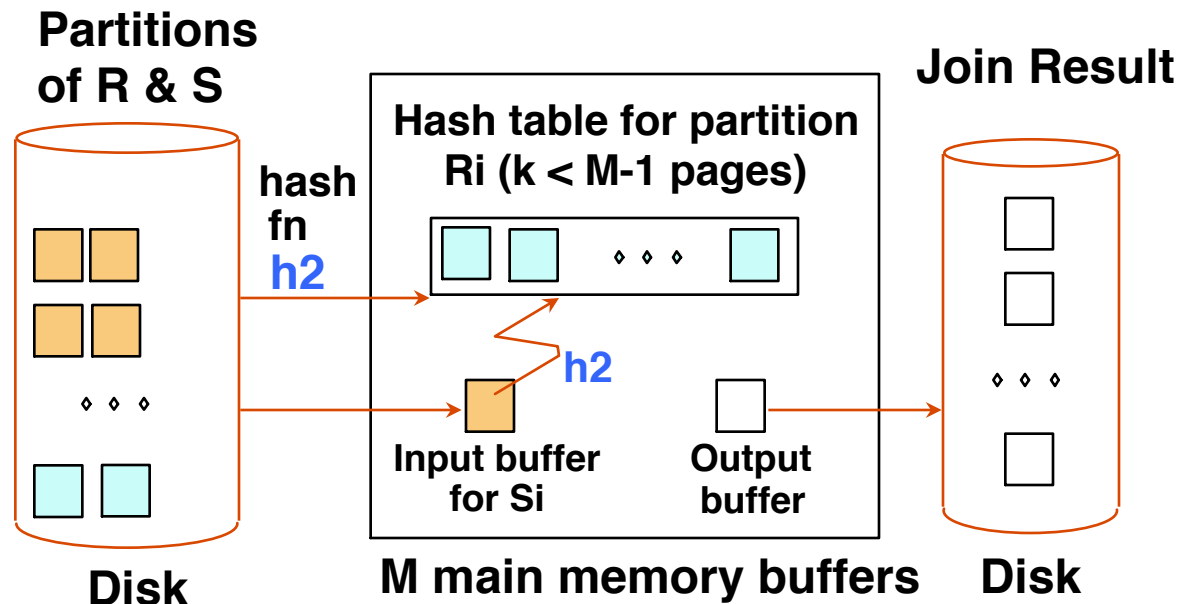 Partitions
of R & S
Join Result
Hash table for partition
Ri (k < M-1 pages)
hash
fn
h2
h2
Input buffer
for Si
Output
buffer
Disk
M main memory buffers
Disk